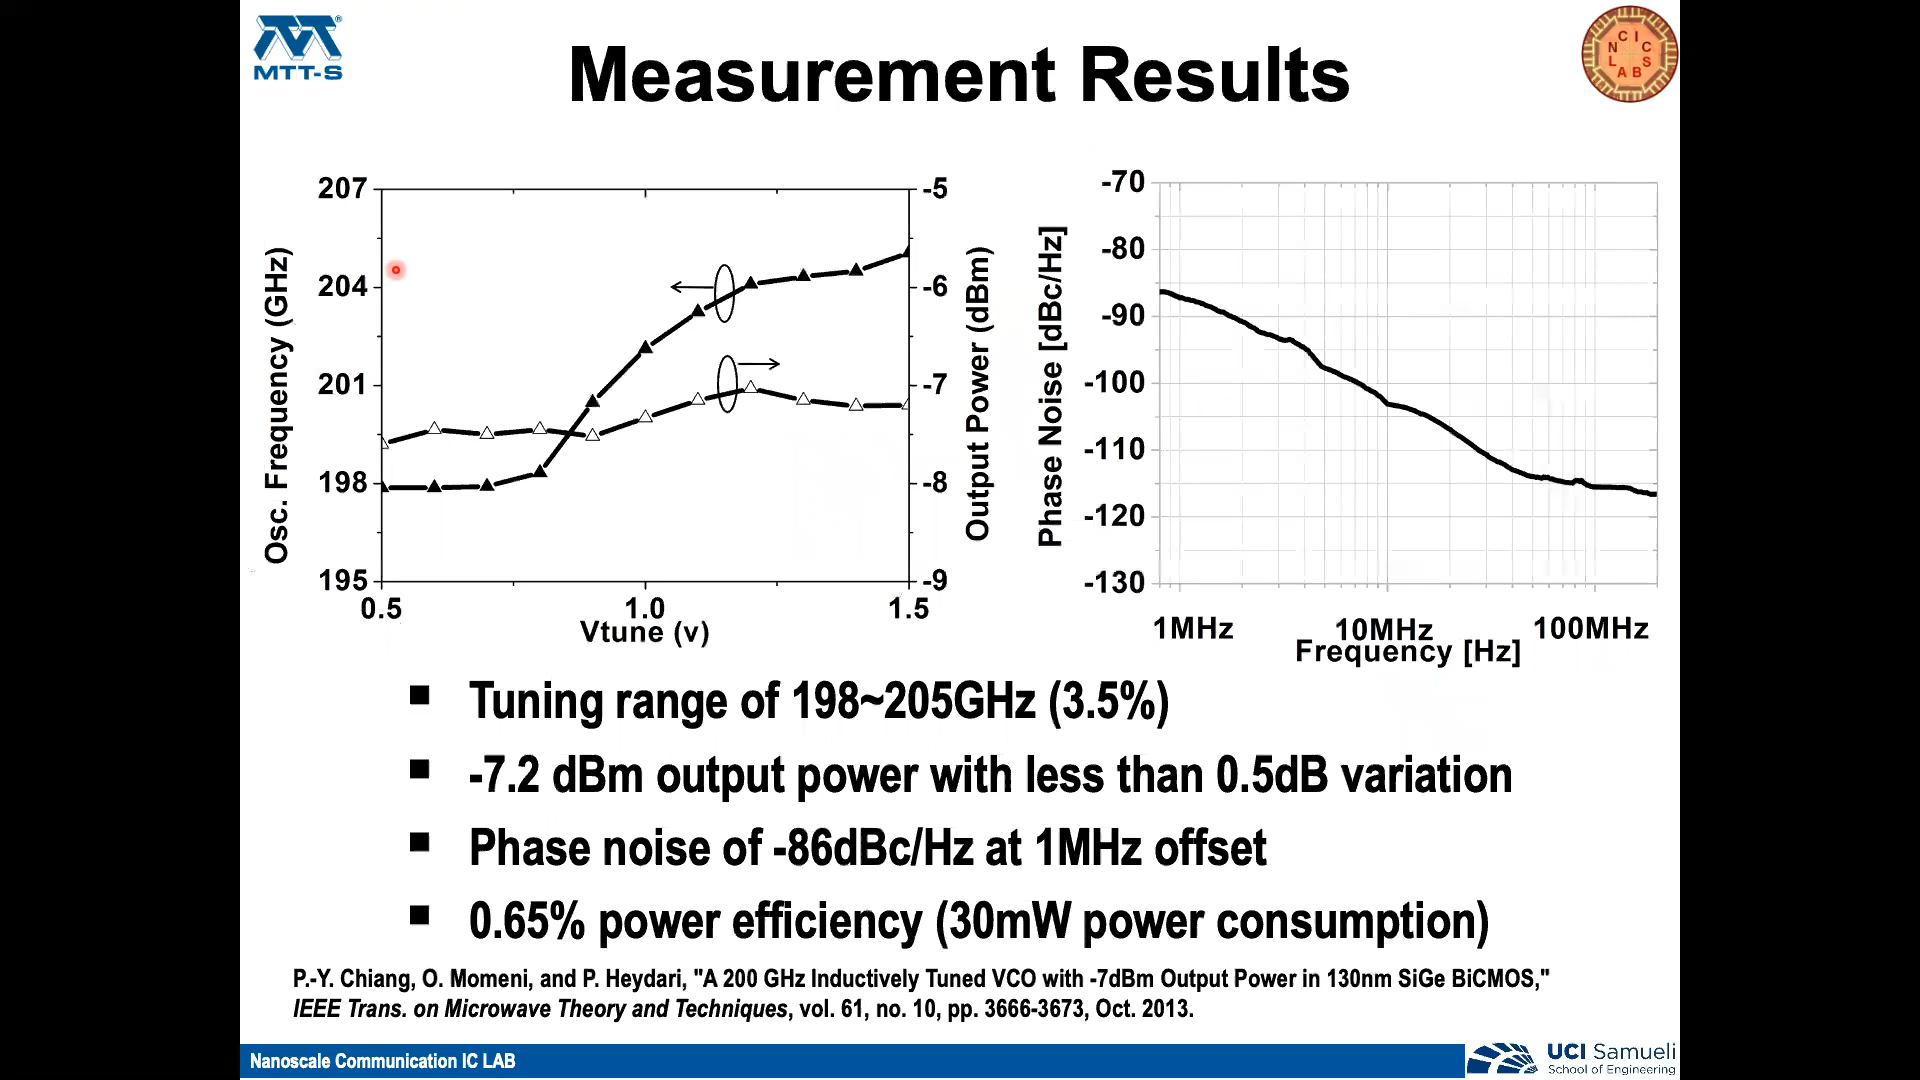 MTT-S
Measurement Results
NCIC LABS
207
204
201
198
195
Osc. Frequency (GHz)
-5
-6
-7
-8
-9
Output Power (dBm)
0.5
1.0
1.5
Vtune (v)
-70
-80
-90
-100
-110
-120
-130
Phase Noise [dBc/Hz]
1MHz
10MHz
100MHz
Frequency [Hz]
Tuning range of 198~205GHz (3.5%)
-7.2 dBm output power with less than 0.5dB variation
Phase noise of -86dBc/Hz at 1MHz offset
0.65% power efficiency (30mW power consumption)
P.-Y. Chiang, O. Momeni, and P. Heydari, "A 200 GHz Inductively Tuned VCO with -7dBm Output Power in 130nm SiGe BiCMOS,"
IEEE Trans. on Microwave Theory and Techniques, vol. 61, no. 10, pp. 3666-3673, Oct. 2013.
Nanoscale Communication IC LAB
UCI Samueli
School of Engineering